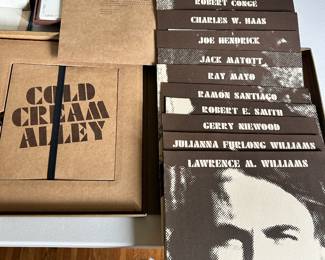 COLD
CREAM
ALLEY
ROBERT CONGE
CHARLES W. HAAS
JOE HENDRICK
JACK MATOTT
RAY MAYO
RAMON SANTIAGO
ROBERT E. SMITH
GERRY NIEWOOD
JULIANNA FURLONG WILLIAMS
LAWRENCE M. WILLIAMS